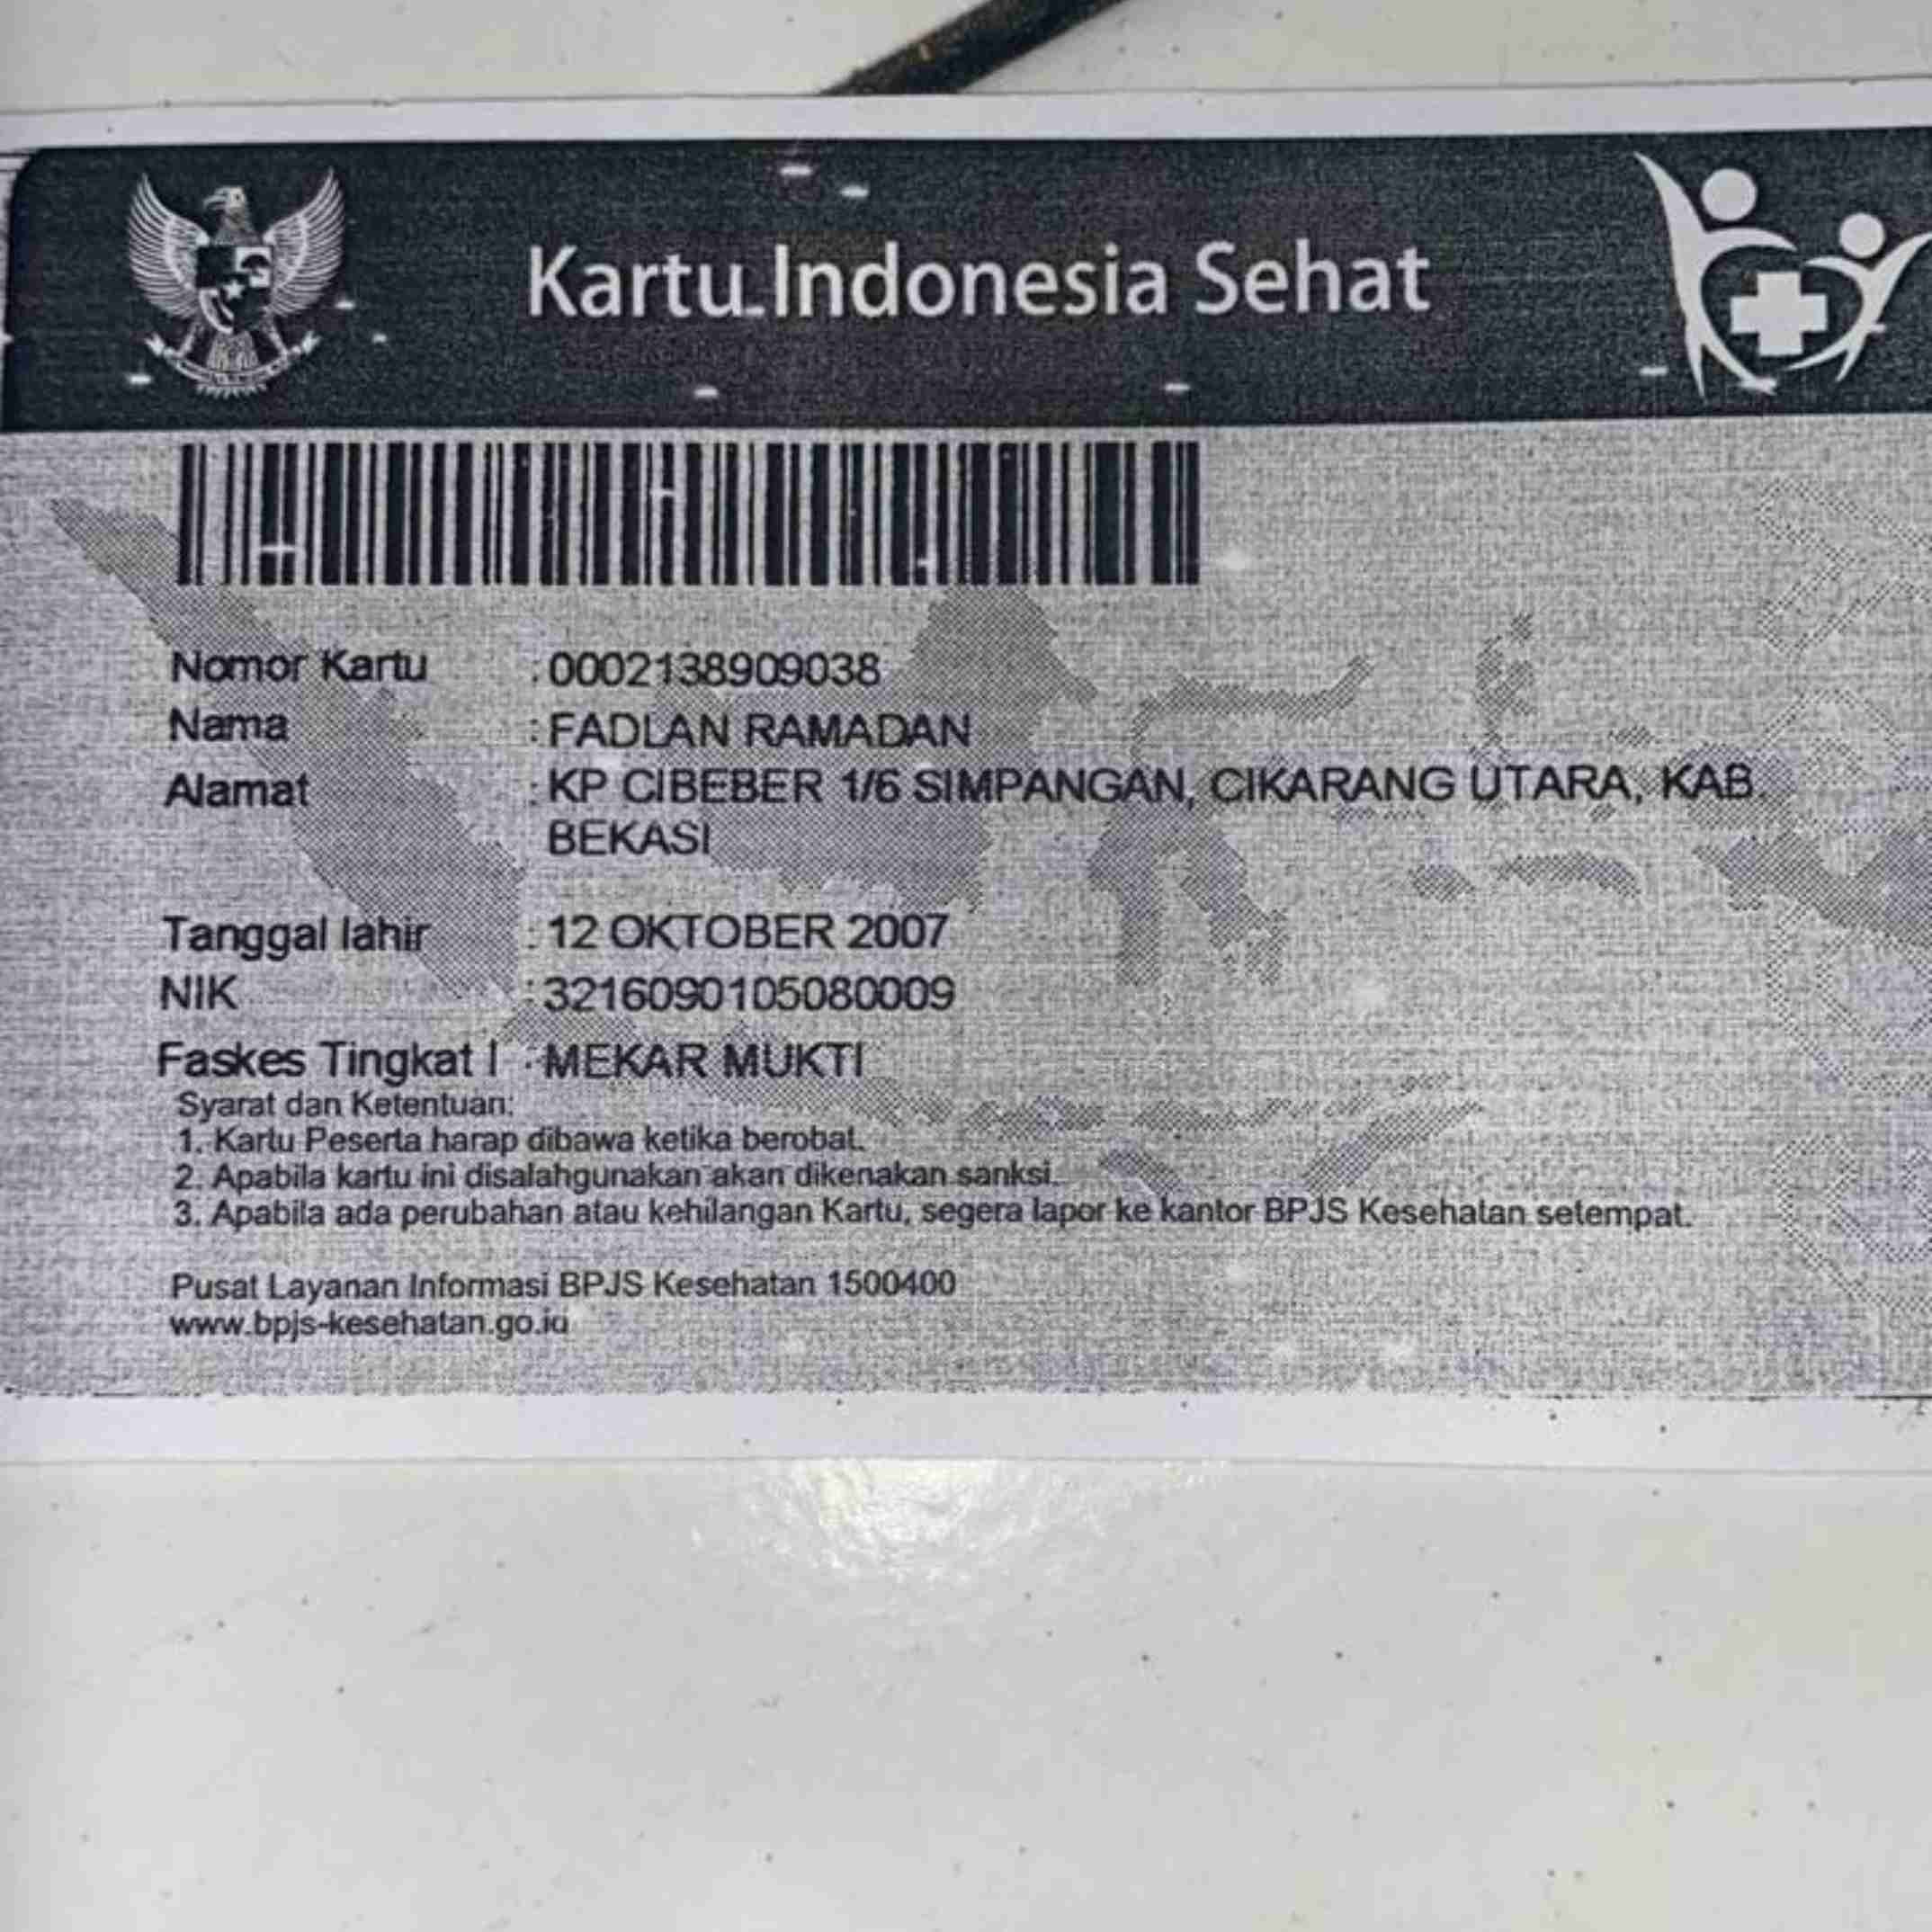 Kartu Indonesia Sehat
Nomor Kartu : 0002138909038
Nama : FADLAN RAMADAN
Alamat : KP CIBEBER 1/6 SIMPANGAN, CIKARANG UTARA, KAB.
BEKASI
Tanggal lahir : 12 OKTOBER 2007
NIK : 3216090105080009
Faskes Tingkat I : MEKAR MUKTI
Syarat dan Ketentuan:
1. Kartu Peserta harap dibawa ketika berobat.
2. Apabila kartu ini disalahgunakan akan dikenakan sanksi.
3. Apabila ada perubahan atau kehilangan Kartu, segera lapor ke kantor BPJS Kesehatan setempat.
Pusat Layanan Informasi BPJS Kesehatan 1500400
www.bpjs-kesehatan.go.id